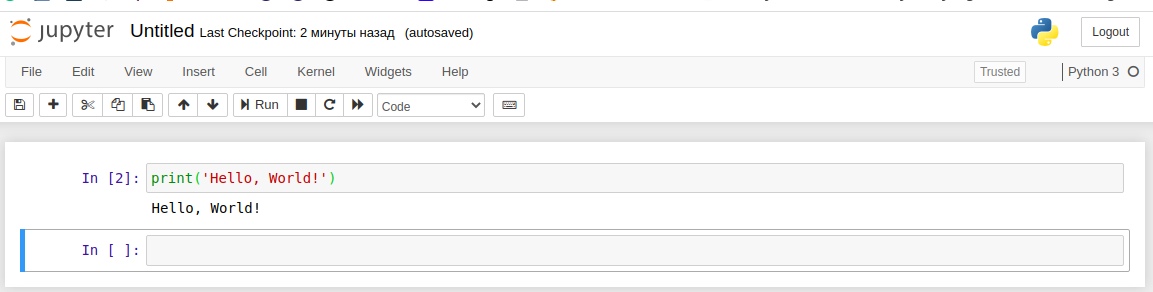 jupyter Untitled Last Checkpoint: 2 минуты назад (autosaved) Logout
File Edit View Insert Cell Kernel Widgets Help Trusted Python 3
Run Code
In [2]: print('Hello, World!')
Hello, World!
In [ ]: